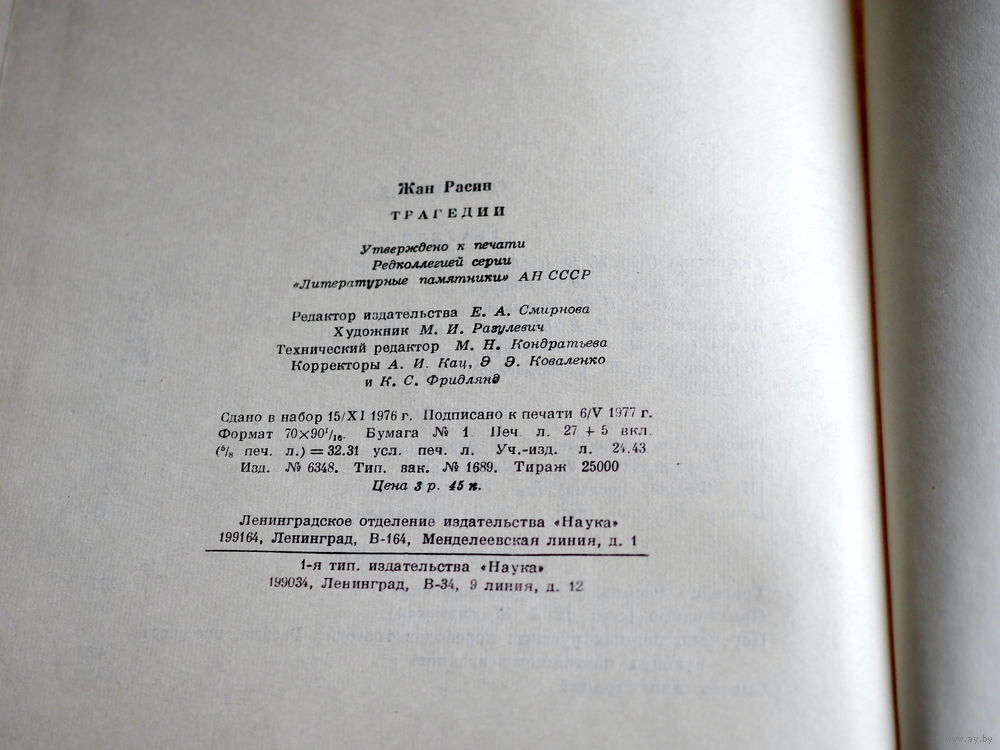 Жан Расин
ТРАГЕДИИ
Утверждено к печати
Редколлегией серии
«Литературные памятники» АН СССР
Редактор издательства Е. А. Смирнова
Художник М. И. Разулевич
Технический редактор М. Н. Кондратьева
Корректоры А. И. Кац, Э. Э. Коваленко
и К. С. Фридлянд
Сдано в набор 15/XI 1976 г. Подписано к печати 6/V 1977 г.
Формат 70×90¹/₁₆. Бумага № 1. Печ. л. 27 + 5 вкл.
(⁵/₈ печ. л.) = 32.31 усл. печ. л. Уч.-изд. л. 24.43
Изд. № 6348. Тип. зак. № 1689. Тираж 25000
Цена 3 р. 45 к.
Ленинградское отделение издательства «Наука»
199164, Ленинград, В-164, Менделеевская линия, д. 1
1-я тип. издательства «Наука»
199034, Ленинград, В-34, 9 линия, д. 12
www.ay.by